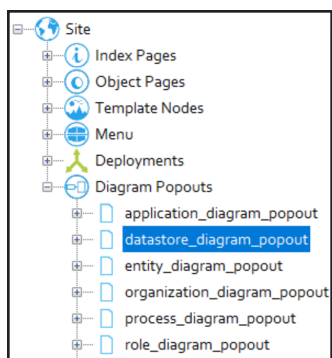 Site
Index Pages
Object Pages
Template Nodes
Menu
Deployments
Diagram Popouts
application_diagram_popout
datastore_diagram_popout
entity_diagram_popout
organization_diagram_popout
process_diagram_popout
role_diagram_popout